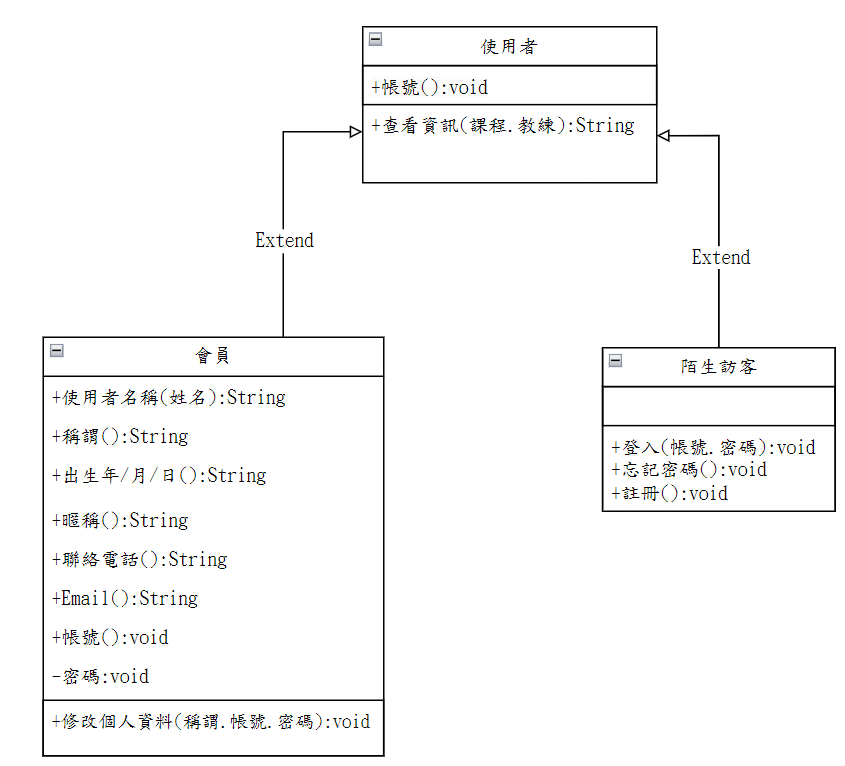 使用者
+帳號():void
+查看資訊(課程.教練):String
Extend
Extend
會員
+使用者名稱(姓名):String
+稱謂():String
+出生年/月/日():String
+暱稱():String
+聯絡電話():String
+Email():String
+帳號():void
-密碼:void
+修改個人資料(稱謂.帳號.密碼):void
陌生訪客
+登入(帳號.密碼):void
+忘記密碼():void
+註冊():void